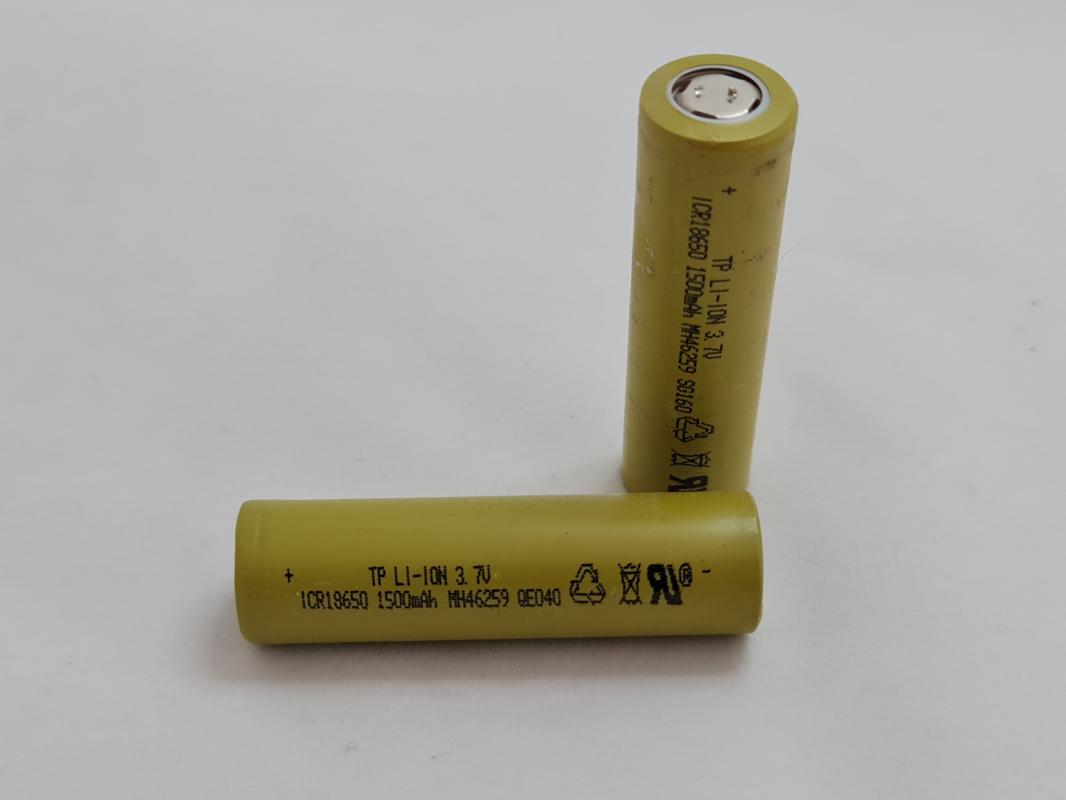 +
TP LI-ION 3.7V
ICR18650 1500mAh MH46259 SG160
+ TP LI-ION 3.7V -
ICR18650 1500mAh MH46259 QE040